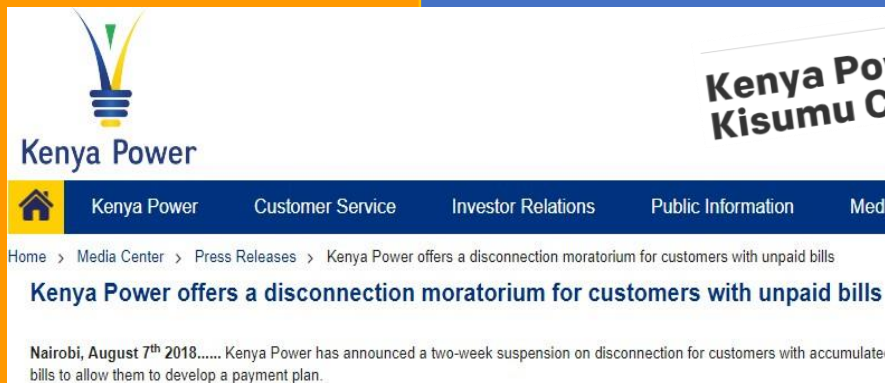 Kenya Power
Kenya
Kisumu
Kenya Power Customer Service Investor Relations Public Information
Home > Media Center > Press Releases > Kenya Power offers a disconnection moratorium for customers with unpaid bills
Kenya Power offers a disconnection moratorium for customers with unpaid bills
Nairobi, August 7th 2018...... Kenya Power has announced a two-week suspension on disconnection for customers with accumulated
bills to allow them to develop a payment plan.